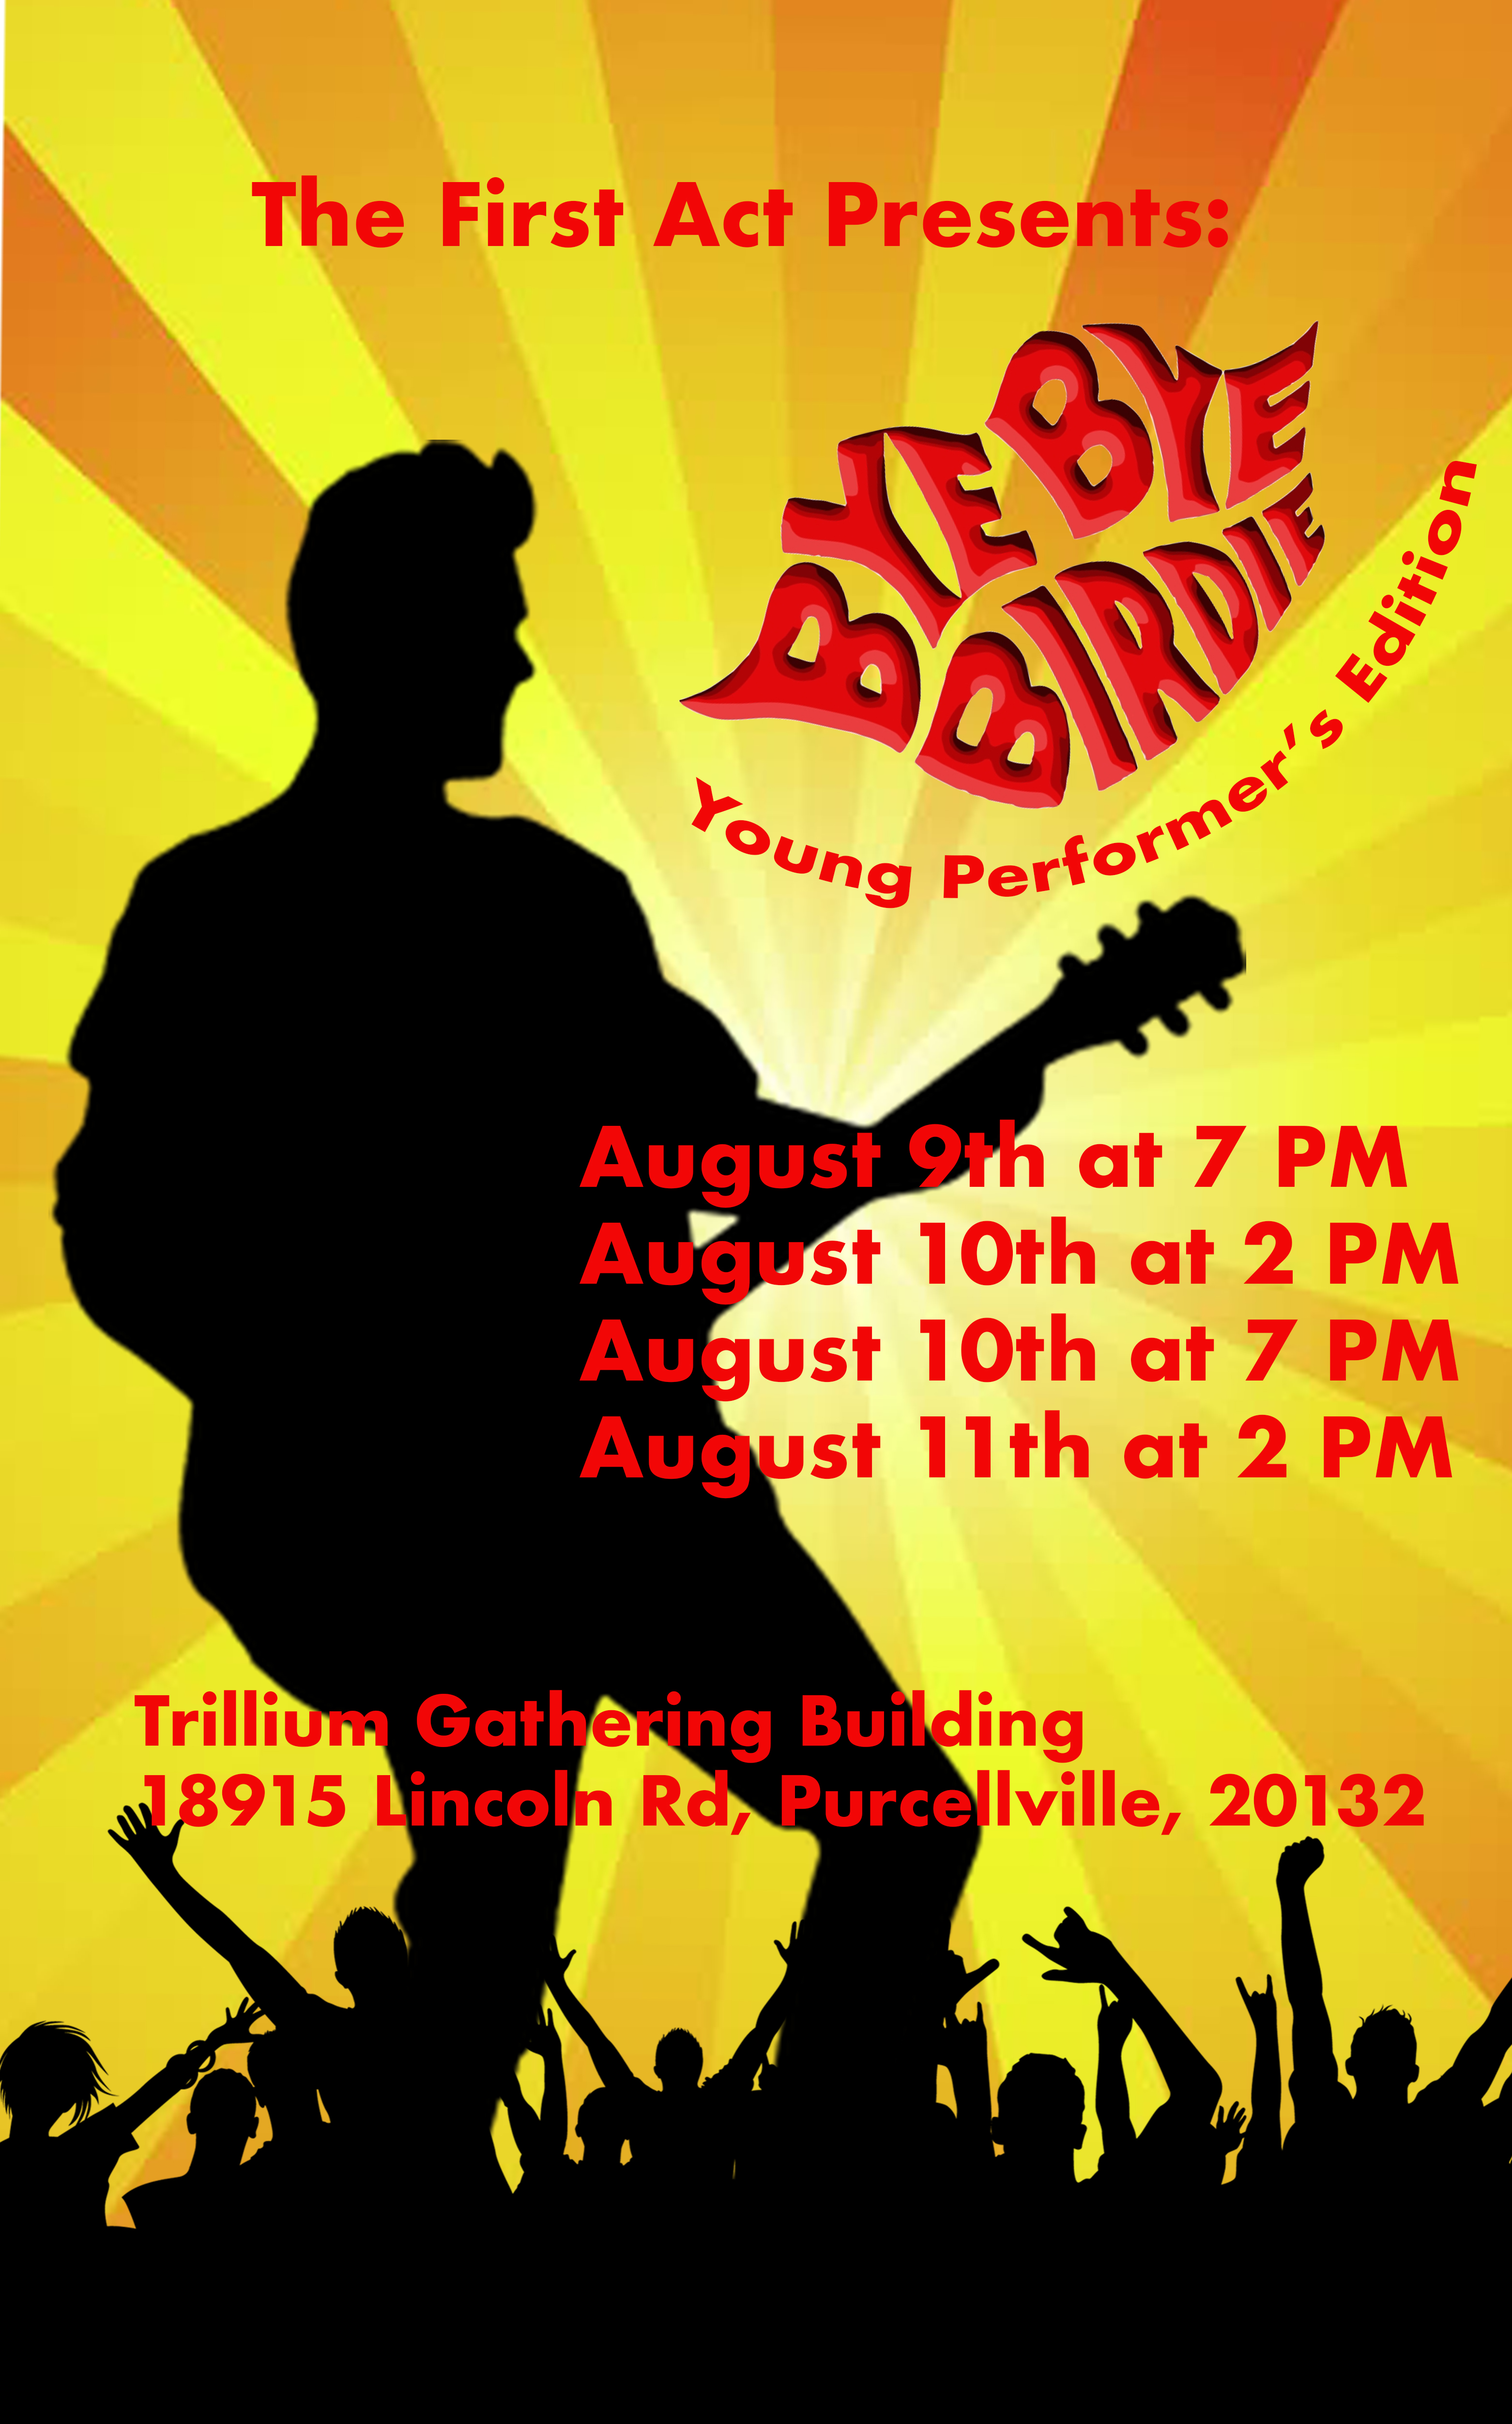 The First Act Presents:
BYE BYE
BIRDIE
Young Performer's Edition
August 9th at 7 PM
August 10th at 2 PM
August 10th at 7 PM
August 11th at 2 PM
Trillium Gathering Building
18915 Lincoln Rd, Purcellville, 20132